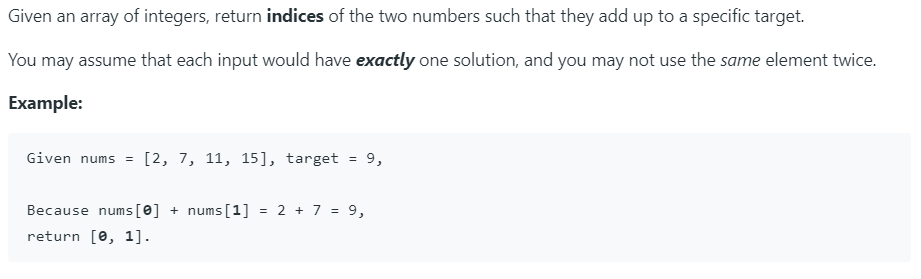 Given an array of integers, return indices of the two numbers such that they add up to a specific target.
You may assume that each input would have exactly one solution, and you may not use the same element twice.
Example:
Given nums = [2, 7, 11, 15], target = 9,
Because nums[0] + nums[1] = 2 + 7 = 9,
return [0, 1].